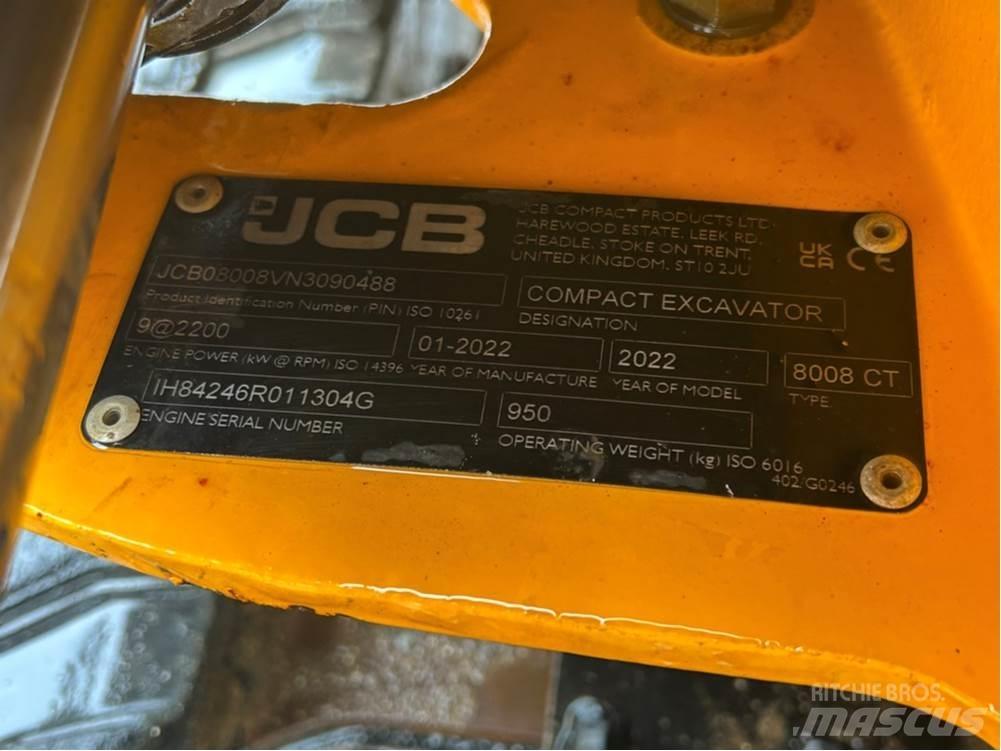 JCB
JCB COMPACT PRODUCTS LTD.
HAREWOOD ESTATE, LEEK RD.
CHEADLE, STOKE ON TRENT.
UNITED KINGDOM. ST10 2JU
UK
CA CE
JCB08008VN3090488
Product Identification Number (PIN) ISO 10261
COMPACT EXCAVATOR
DESIGNATION
9@2200
ENGINE POWER (kW @ RPM) ISO 14396
01-2022
YEAR OF MANUFACTURE
2022
YEAR OF MODEL
8008 CT
TYPE
IH84246R011304G
ENGINE SERIAL NUMBER
950
OPERATING WEIGHT (kg) ISO 6016
402/G0246
RITCHIE BROS.
MASCUS